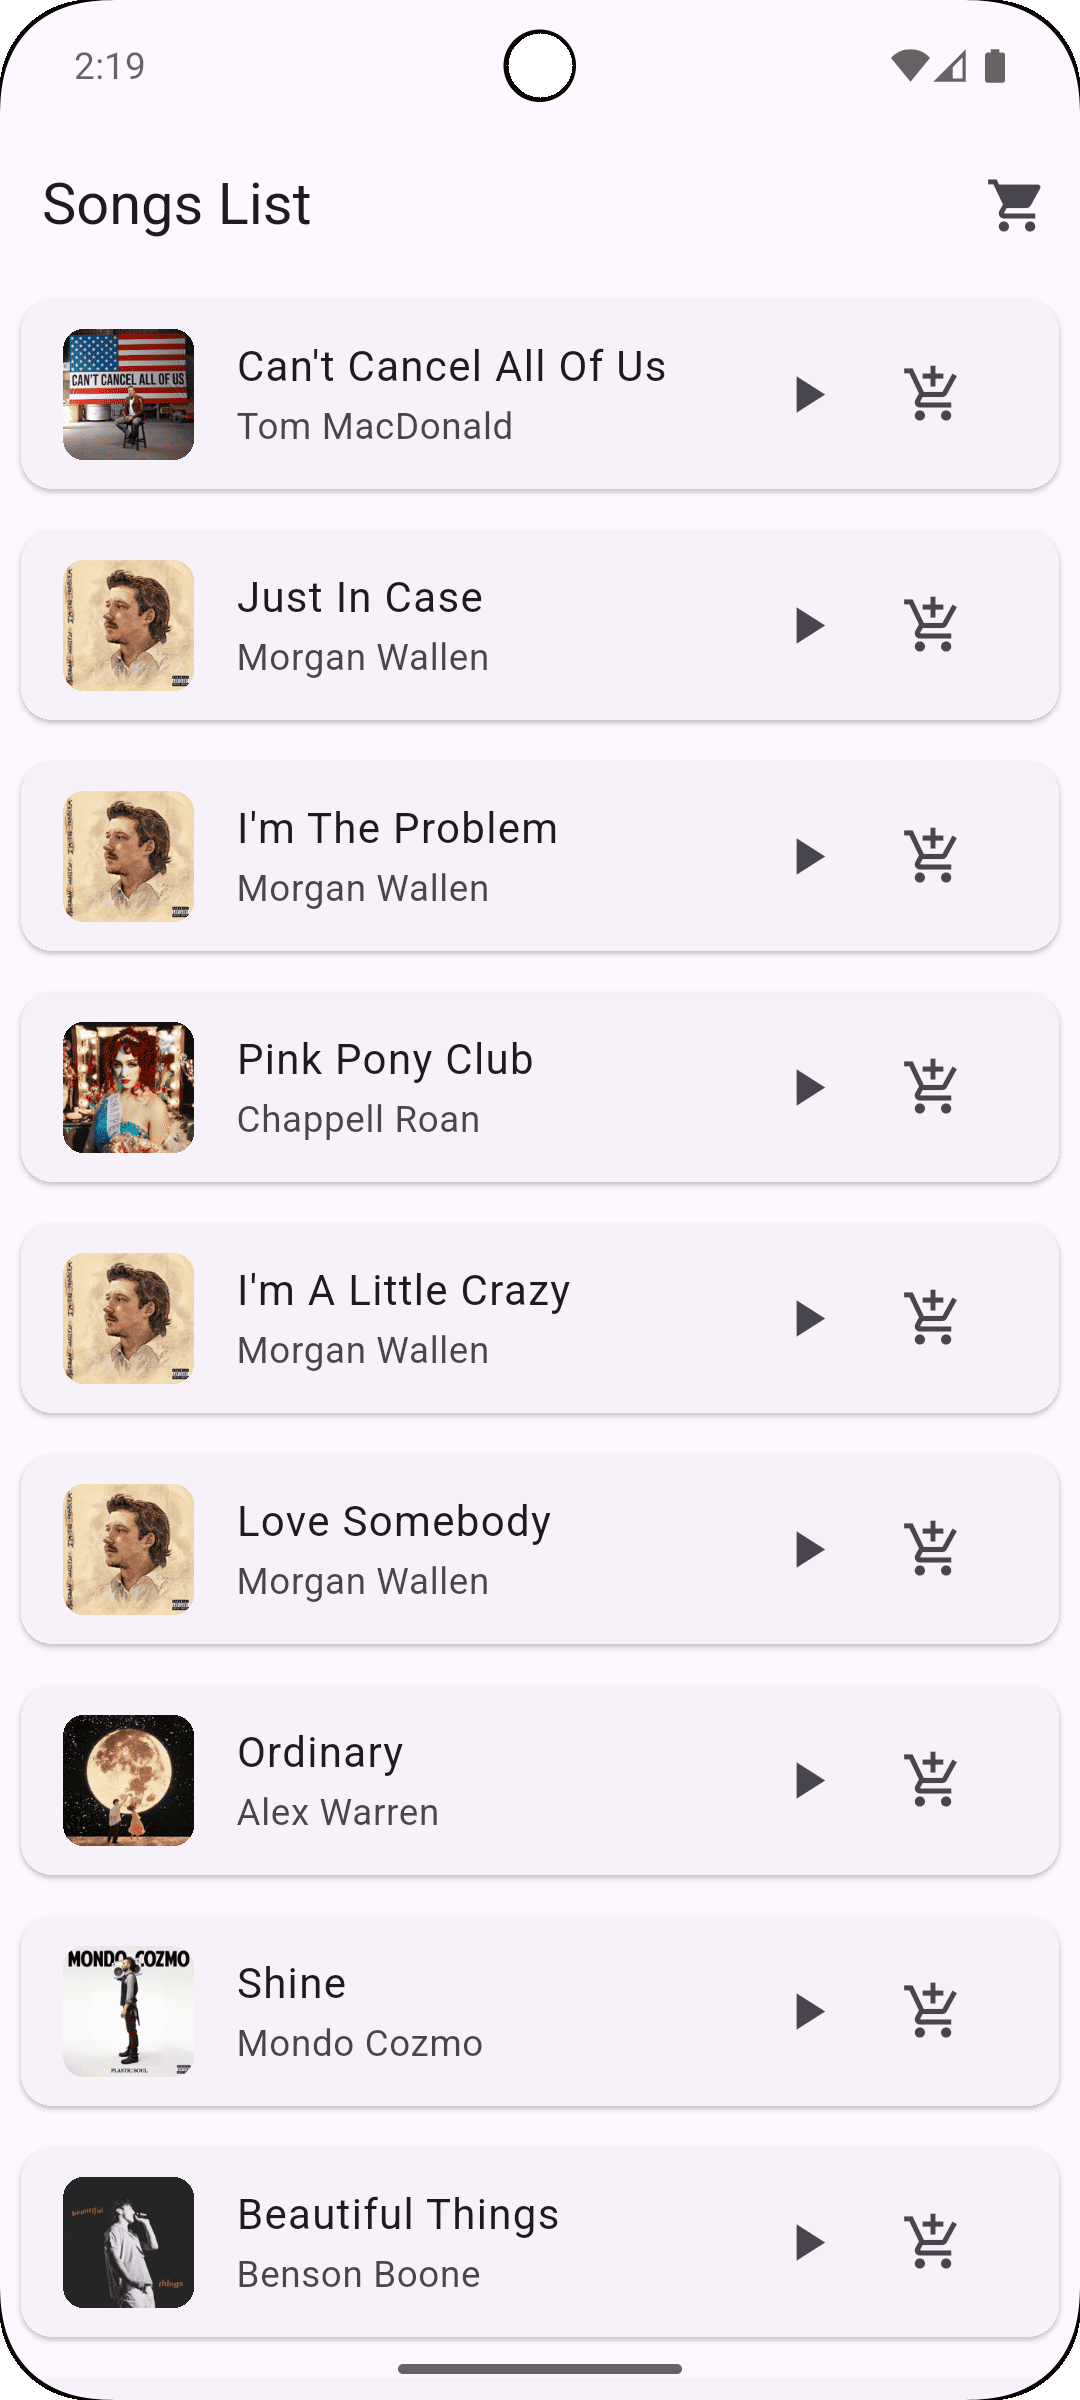 2:19
Songs List
CAN'T CANCEL ALL OF US
Can't Cancel All Of Us
Tom MacDonald
Just In Case
Morgan Wallen
I'm The Problem
Morgan Wallen
Pink Pony Club
Chappell Roan
I'm A Little Crazy
Morgan Wallen
Love Somebody
Morgan Wallen
Ordinary
Alex Warren
MONDO COZMO
Shine
Mondo Cozmo
PLASTIC SOUL
beautiful
Beautiful Things
Benson Boone
things